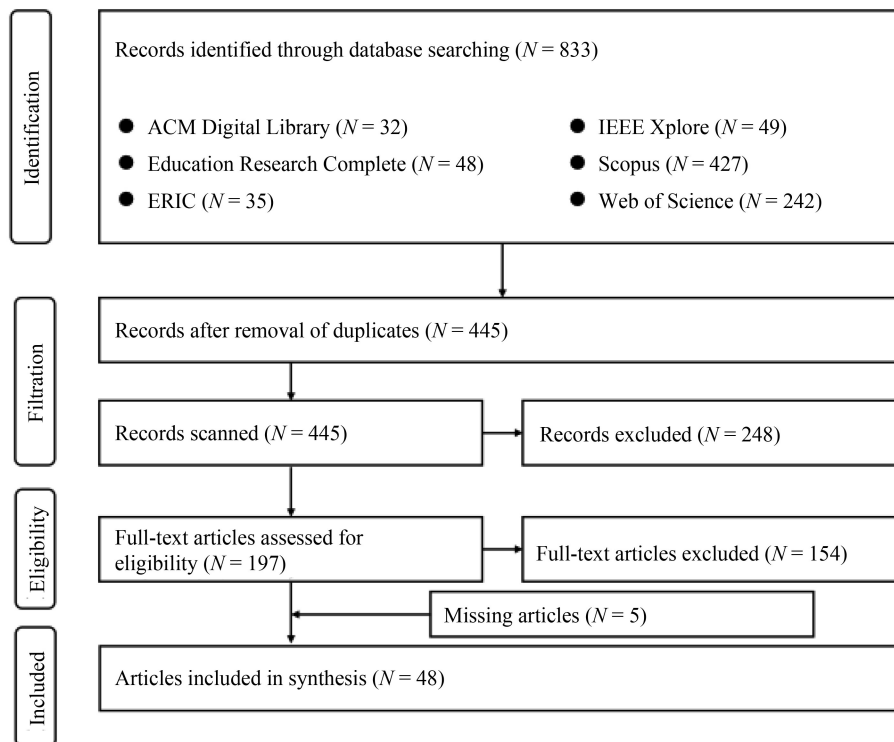 Identification
Records identified through database searching (N = 833)
● ACM Digital Library (N = 32)
● Education Research Complete (N = 48)
● ERIC (N = 35)
● IEEE Xplore (N = 49)
● Scopus (N = 427)
● Web of Science (N = 242)
Filtration
Records after removal of duplicates (N = 445)
Records scanned (N = 445)
Records excluded (N = 248)
Eligibility
Full-text articles assessed for
eligibility (N = 197)
Full-text articles excluded (N = 154)
Missing articles (N = 5)
Included
Articles included in synthesis (N = 48)